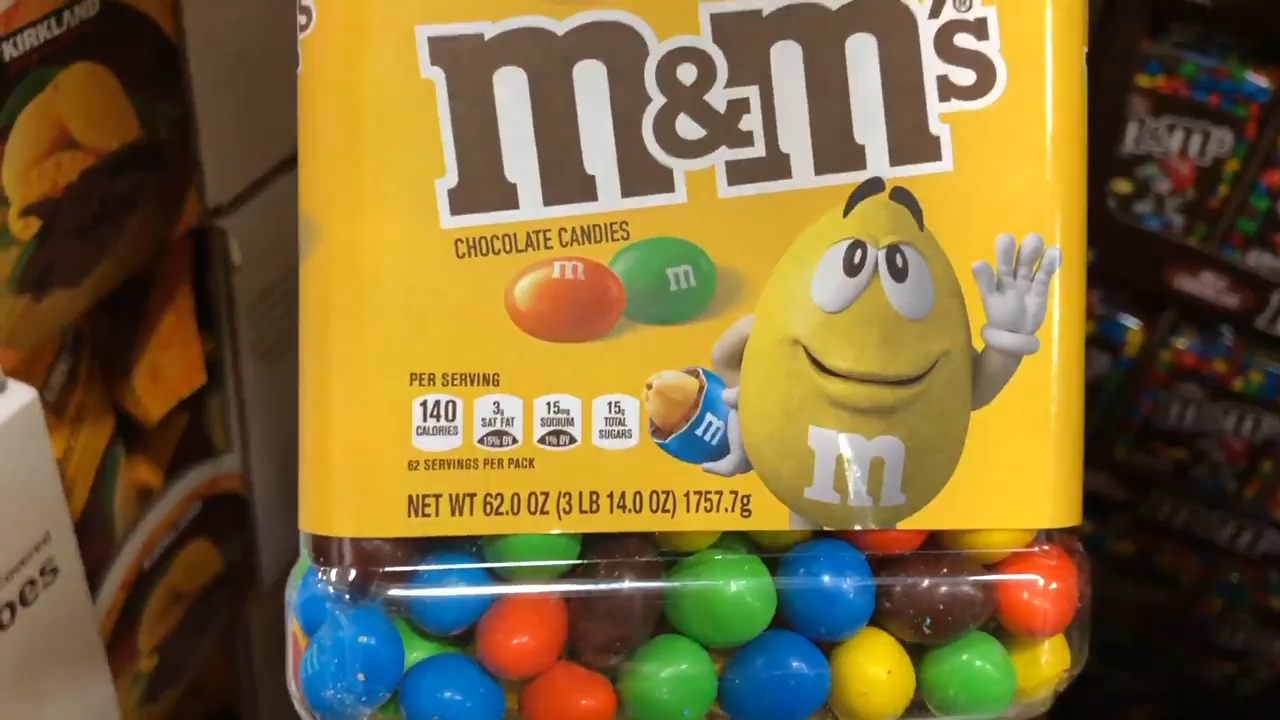 KIRKLAND
m&m's®
CHOCOLATE CANDIES
m
m
PER SERVING
140 CALORIES
3g SAT FAT 15% DV
15mg SODIUM 1% DV
15g TOTAL SUGARS
m
m
62 SERVINGS PER PACK
NET WT 62.0 OZ (3 LB 14.0 OZ) 1757.7g
m&m's